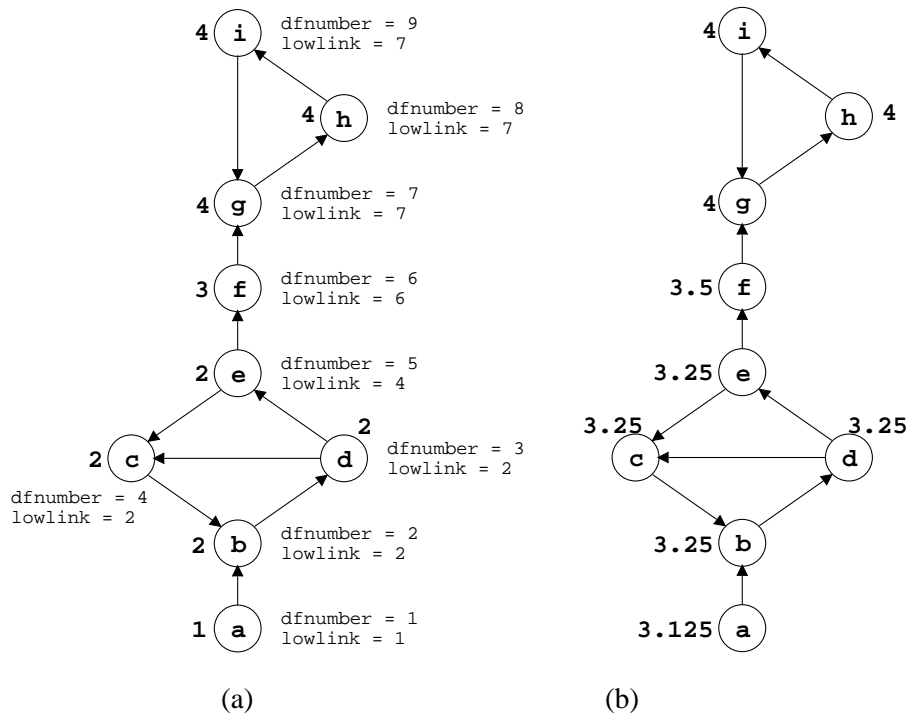 4 i
dfnumber = 9
lowlink = 7
4 h
dfnumber = 8
lowlink = 7
4 g
dfnumber = 7
lowlink = 7
3 f
dfnumber = 6
lowlink = 6
2 e
dfnumber = 5
lowlink = 4
2 c
2
d
dfnumber = 3
lowlink = 2
dfnumber = 4
lowlink = 2
2 b
dfnumber = 2
lowlink = 2
1 a
dfnumber = 1
lowlink = 1
(a)
4 i
h 4
4 g
3.5 f
3.25 e
3.25
c
3.25
d
3.25 b
3.125 a
(b)